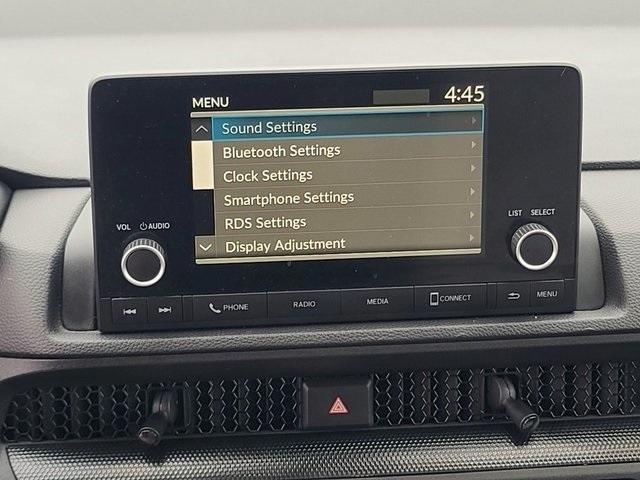 MENU 4:45
Sound Settings
Bluetooth Settings
Clock Settings
Smartphone Settings
RDS Settings
Display Adjustment
VOL AUDIO
LIST SELECT
PHONE RADIO MEDIA CONNECT MENU